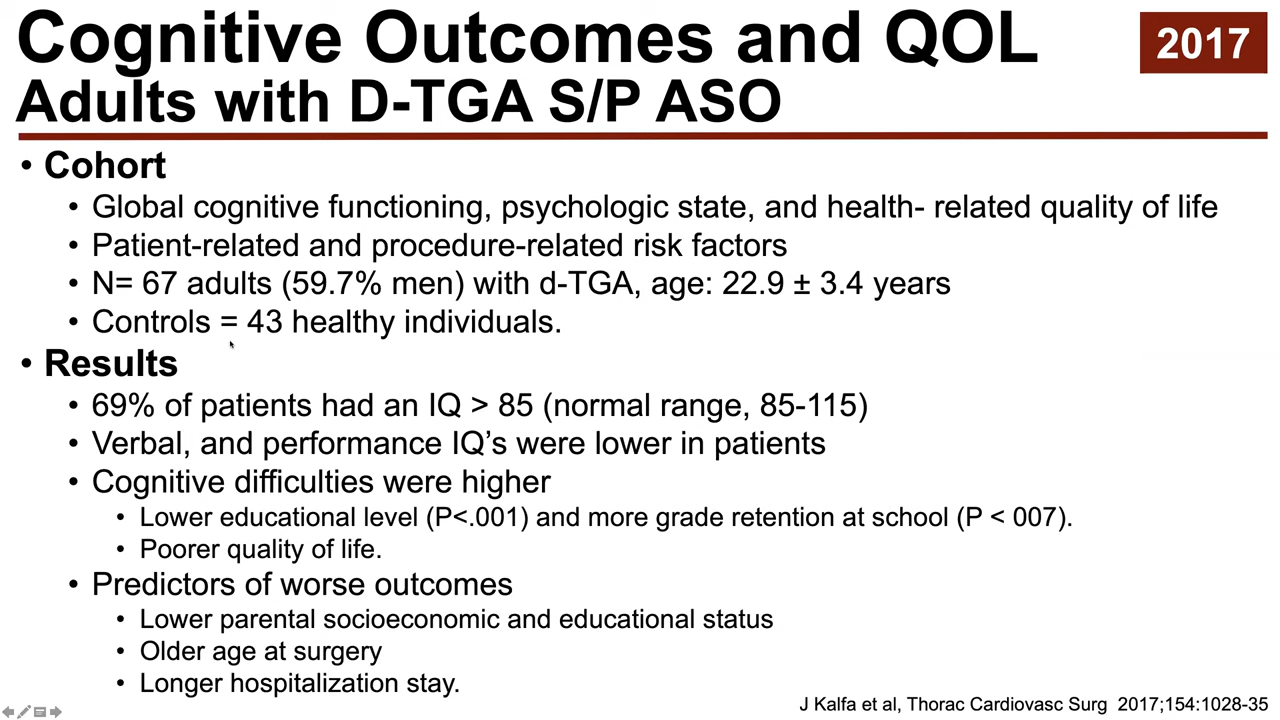 Cognitive Outcomes and QOL
2017
Adults with D-TGA S/P ASO
• Cohort
• Global cognitive functioning, psychologic state, and health- related quality of life
• Patient-related and procedure-related risk factors
• N= 67 adults (59.7% men) with d-TGA, age: 22.9 ± 3.4 years
• Controls = 43 healthy individuals.
• Results
• 69% of patients had an IQ > 85 (normal range, 85-115)
• Verbal, and performance IQ’s were lower in patients
• Cognitive difficulties were higher
• Lower educational level (P<.001) and more grade retention at school (P < 007).
• Poorer quality of life.
• Predictors of worse outcomes
• Lower parental socioeconomic and educational status
• Older age at surgery
• Longer hospitalization stay.
J Kalfa et al, Thorac Cardiovasc Surg 2017;154:1028-35